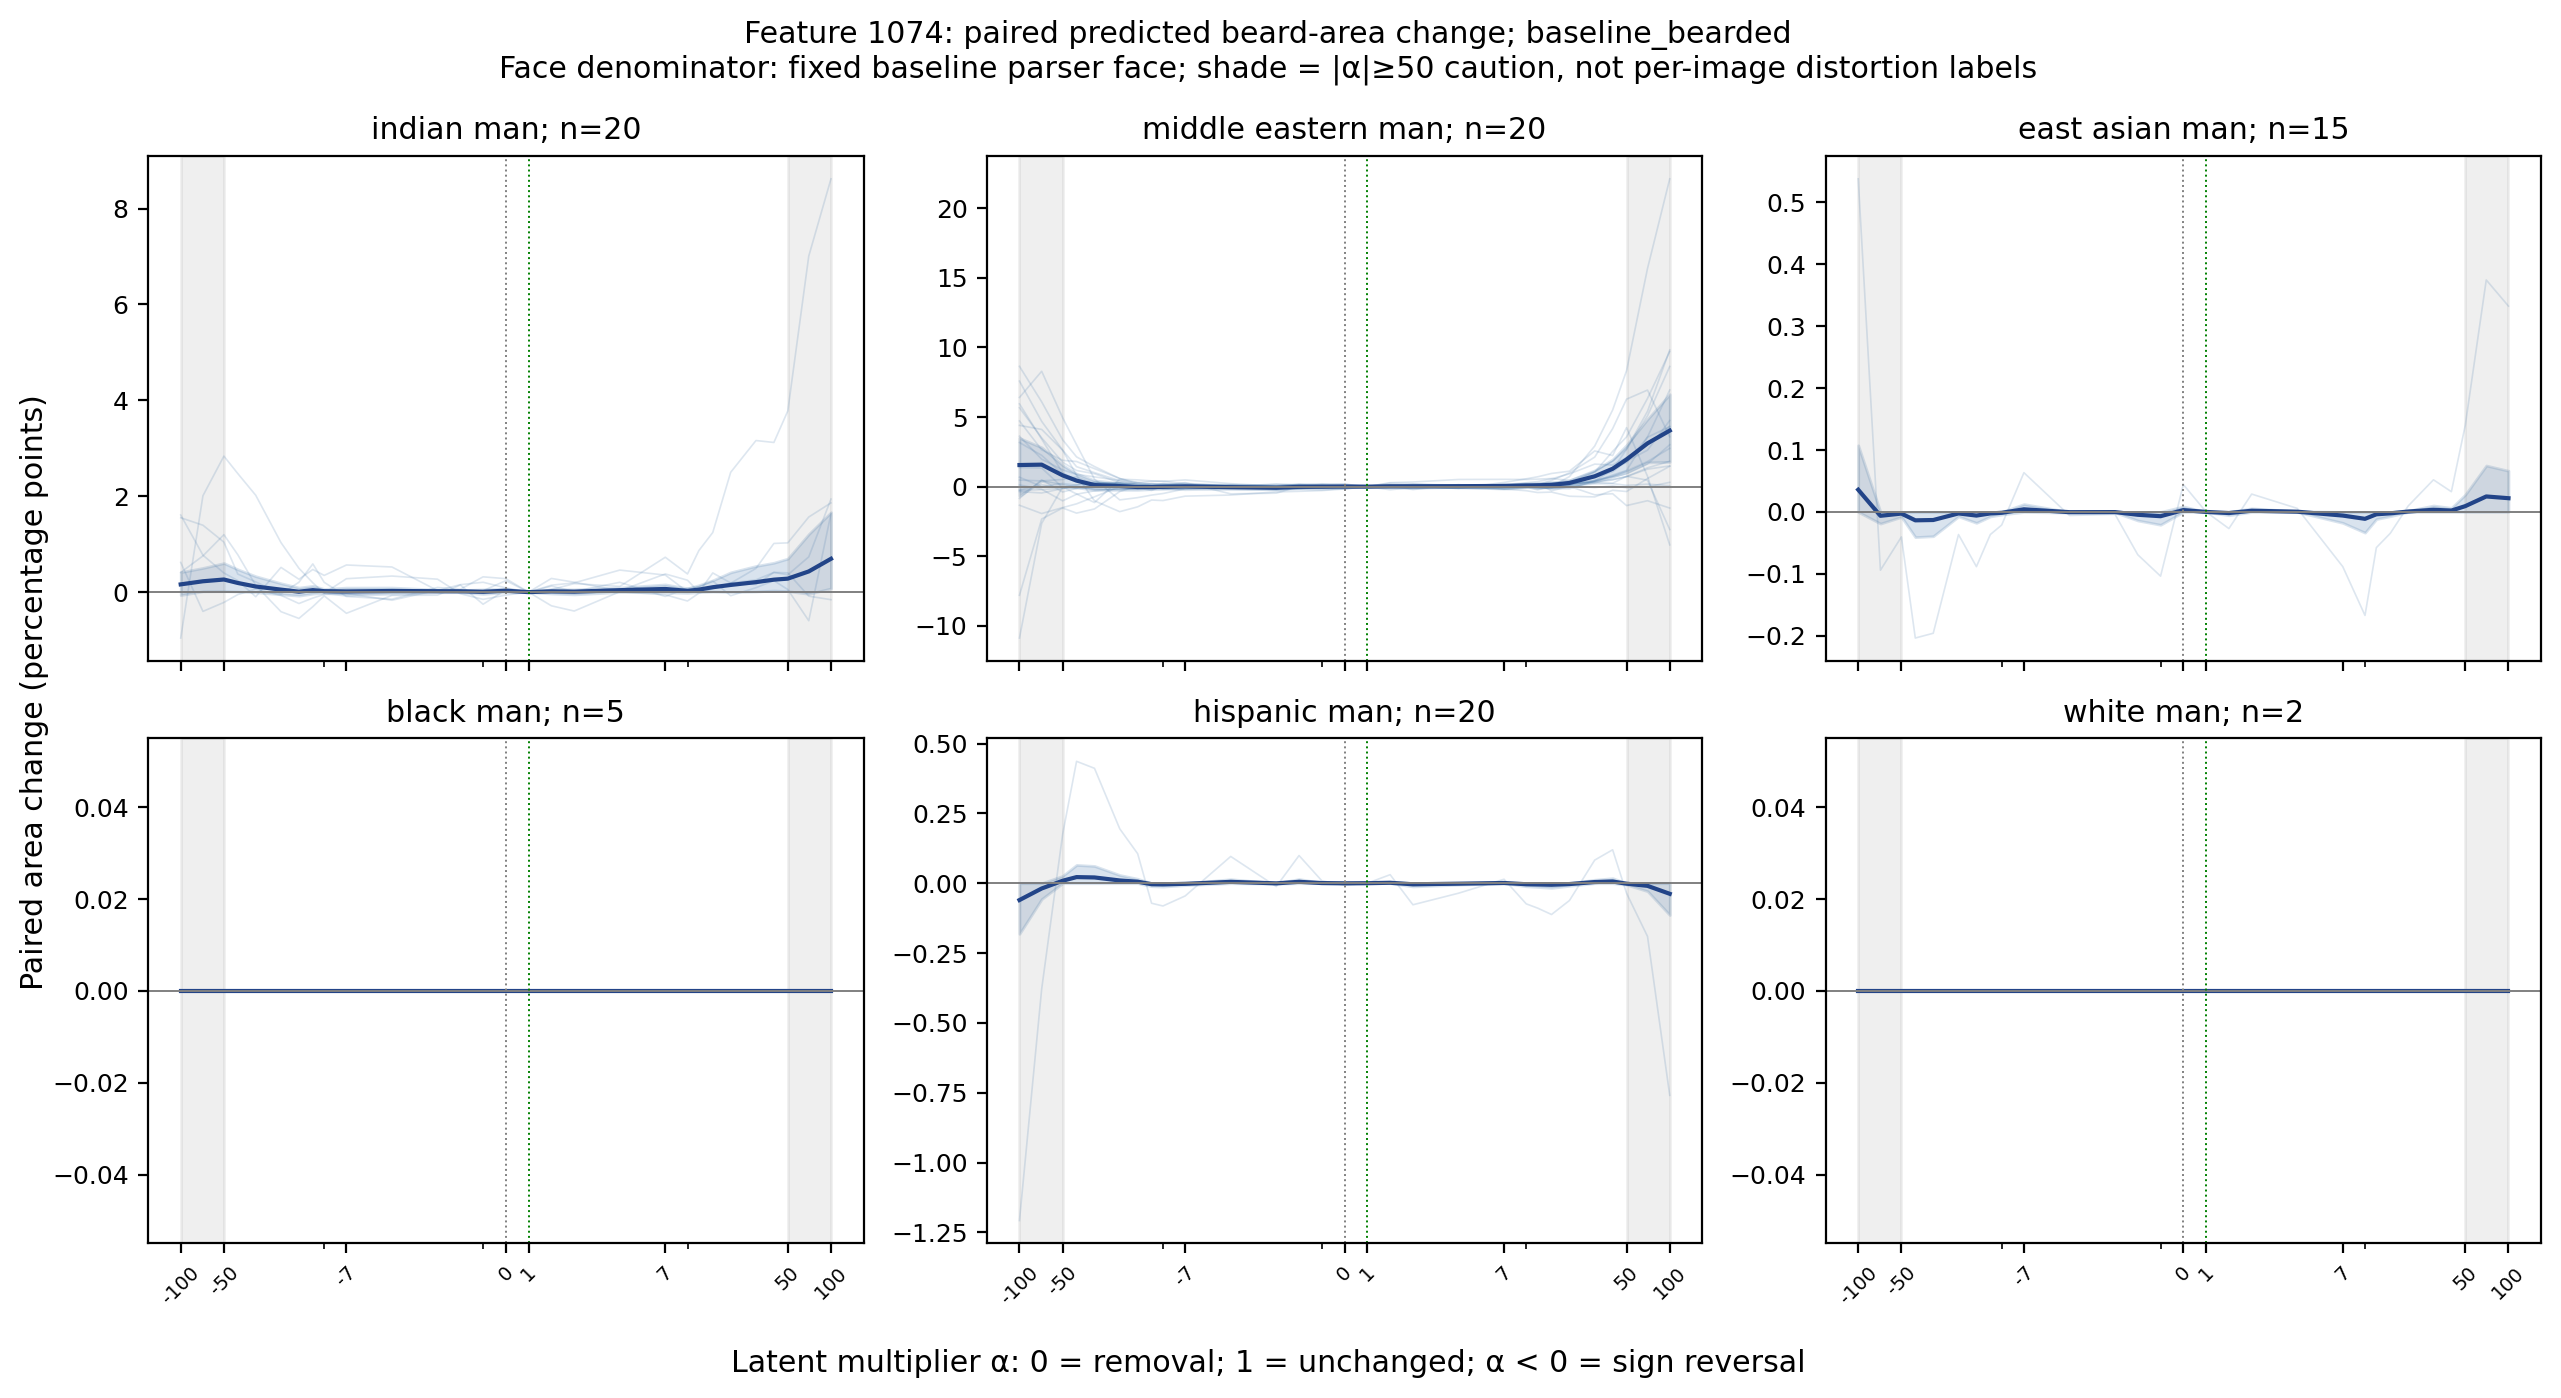 Feature 1074: paired predicted beard-area change; baseline_bearded
Face denominator: fixed baseline parser face; shade = |α|≥50 caution, not per-image distortion labels
Paired area change (percentage points)
indian man; n=20
8
6
4
2
0
middle eastern man; n=20
20
15
10
5
0
−5
−10
east asian man; n=15
0.5
0.4
0.3
0.2
0.1
0.0
−0.1
−0.2
black man; n=5
0.04
0.02
0.00
−0.02
−0.04
-100 -50 -7 0 1 7 50 100
hispanic man; n=20
0.50
0.25
0.00
−0.25
−0.50
−0.75
−1.00
−1.25
-100 -50 -7 0 1 7 50 100
white man; n=2
0.04
0.02
0.00
−0.02
−0.04
-100 -50 -7 0 1 7 50 100
Latent multiplier α: 0 = removal; 1 = unchanged; α < 0 = sign reversal